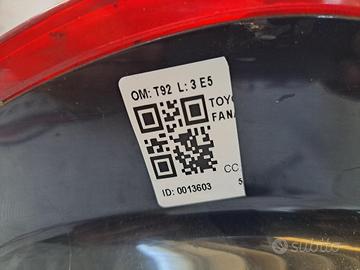 OM: T92 L: 3 E5
TOYO
FANA
CC
5
ID: 0013603
subito